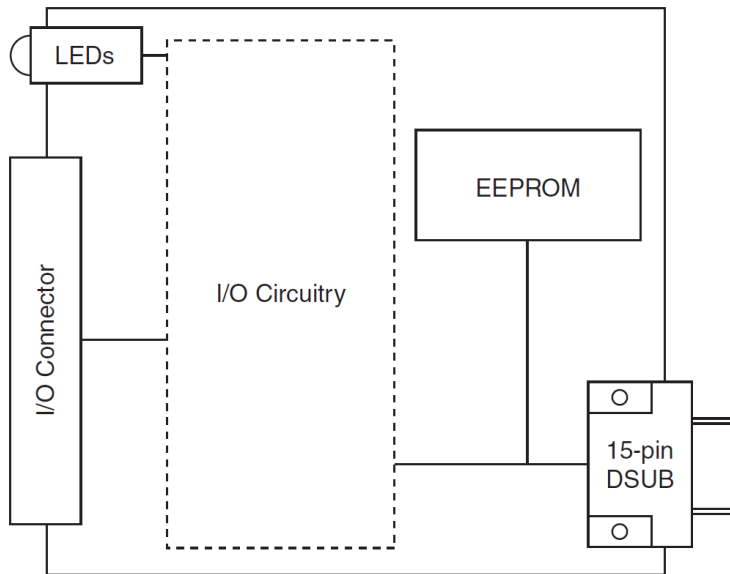 LEDs
EEPROM
I/O Circuitry
I/O Connector
15-pin
DSUB